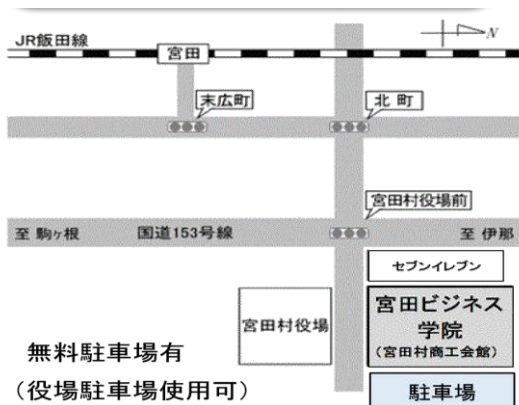 JR飯田線
N
宮田
末広町
北町
宮田村役場前
至 駒ヶ根 国道153号線 至 伊那
セブンイレブン
宮田村役場
宮田ビジネス
学院
(宮田村商工会館)
無料駐車場有
(役場駐車場使用可)
駐車場